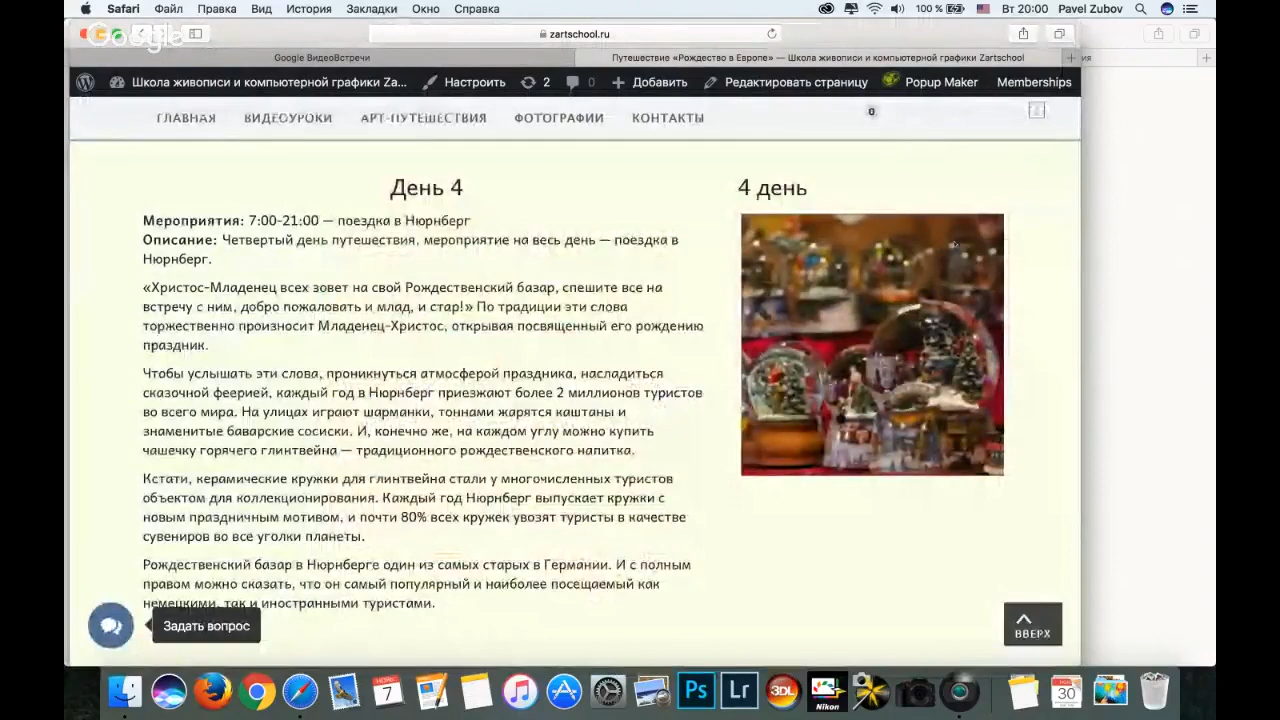 Safari Файл Правка Вид История Закладки Окно Справка 100 % Вт 20:00 Pavel Zubov
Google
zartschool.ru
Google ВидеоВстречи Путешествие «Рождество в Европе» — Школа живописи и компьютерной графики Zartschool
Школа живописи и компьютерной графики Za... Настроить 2 0 Добавить Редактировать страницу Popup Maker Memberships
ГЛАВНАЯ ВИДЕОУРОКИ АРТ-ПУТЕШЕСТВИЯ ФОТОГРАФИИ КОНТАКТЫ 0
День 4
Мероприятия: 7:00-21:00 — поездка в Нюрнберг
Описание: Четвертый день путешествия, мероприятие на весь день — поездка в
Нюрнберг.
«Христос-Младенец всех зовет на свой Рождественский базар, спешите все на
встречу с ним, добро пожаловать и млад, и стар!» По традиции эти слова
торжественно произносит Младенец-Христос, открывая посвященный его рождению
праздник.
Чтобы услышать эти слова, проникнуться атмосферой праздника, насладиться
сказочной феерией, каждый год в Нюрнберг приезжают более 2 миллионов туристов
во всего мира. На улицах играют шарманки, тоннами жарятся каштаны и
знаменитые баварские сосиски. И, конечно же, на каждом углу можно купить
чашечку горячего глинтвейна — традиционного рождественского напитка.
Кстати, керамические кружки для глинтвейна стали у многочисленных туристов
объектом для коллекционирования. Каждый год Нюрнберг выпускает кружки с
новым праздничным мотивом, и почти 80% всех кружек увозят туристы в качестве
сувениров во все уголки планеты.
Рождественский базар в Нюрнберге один из самых старых в Германии. И с полным
правом можно сказать, что он самый популярный и наиболее посещаемый как
немецкими, так и иностранными туристами.
4 день
Задать вопрос
ВВЕРХ
7 Ps Lr 3DL Nikon 30